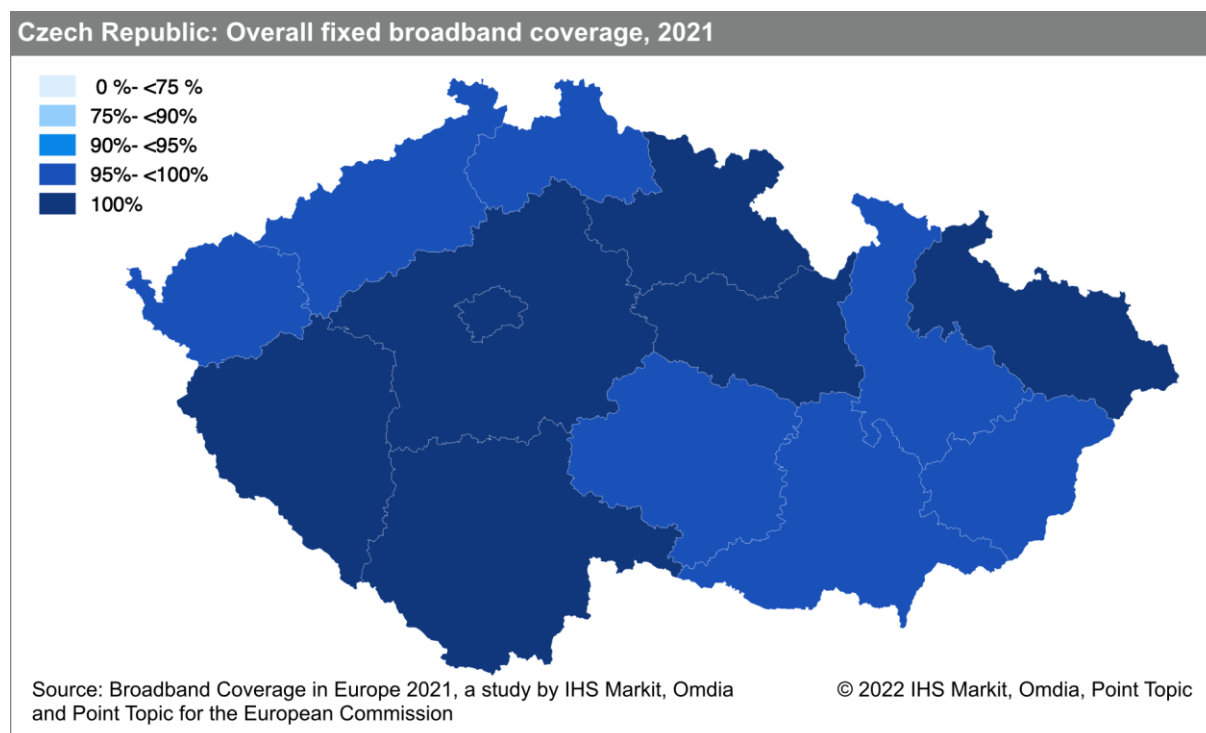 Czech Republic: Overall fixed broadband coverage, 2021
0 %- <75 %
75%- <90%
90%- <95%
95%- <100%
100%
Source: Broadband Coverage in Europe 2021, a study by IHS Markit, Omdia
and Point Topic for the European Commission
© 2022 IHS Markit, Omdia, Point Topic